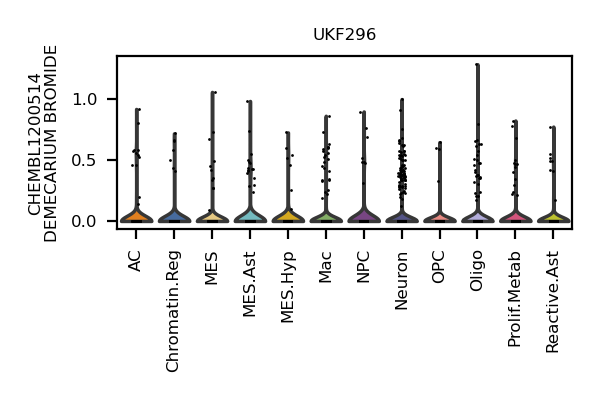 UKF296
CHEMBL1200514
DEMECARIUM BROMIDE
1.0
0.5
0.0
AC
Chromatin.Reg
MES
MES.Ast
MES.Hyp
Mac
NPC
Neuron
OPC
Oligo
Prolif.Metab
Reactive.Ast